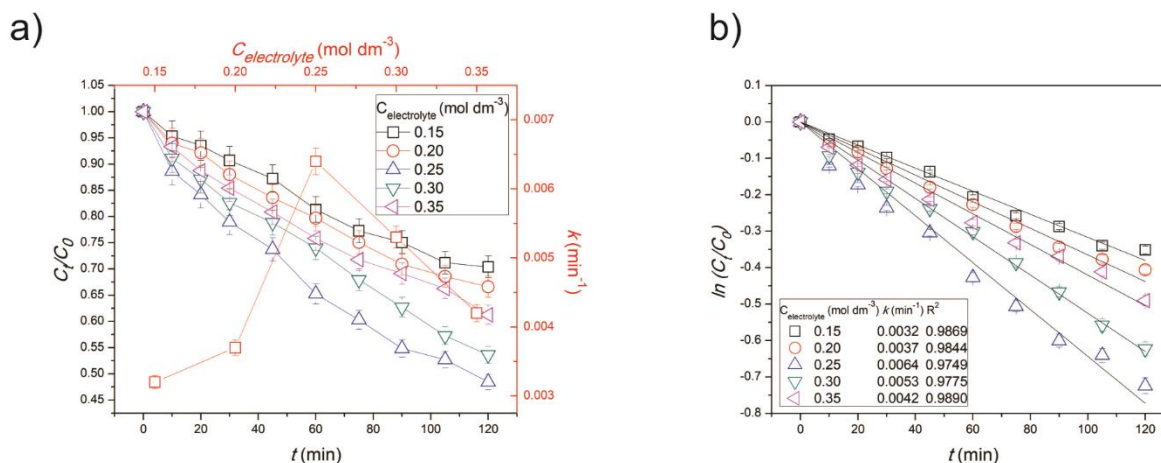 a)
C_electrolyte (mol dm⁻³)
0.15 0.20 0.25 0.30 0.35
1.05
1.00
0.95
0.90
0.85
0.80
0.75
0.70
0.65
0.60
0.55
0.50
0.45
C_t/C_0
C_electrolyte (mol dm⁻³)
0.15
0.20
0.25
0.30
0.35
0.007
0.006
0.005
0.004
0.003
k (min⁻¹)
0 20 40 60 80 100 120
t (min)
b)
0.1
0.0
-0.1
-0.2
-0.3
-0.4
-0.5
-0.6
-0.7
-0.8
ln (C_t/C_0)
C_electrolyte (mol dm⁻³) k (min⁻¹) R²
0.15 0.0032 0.9869
0.20 0.0037 0.9844
0.25 0.0064 0.9749
0.30 0.0053 0.9775
0.35 0.0042 0.9890
0 20 40 60 80 100 120
t (min)